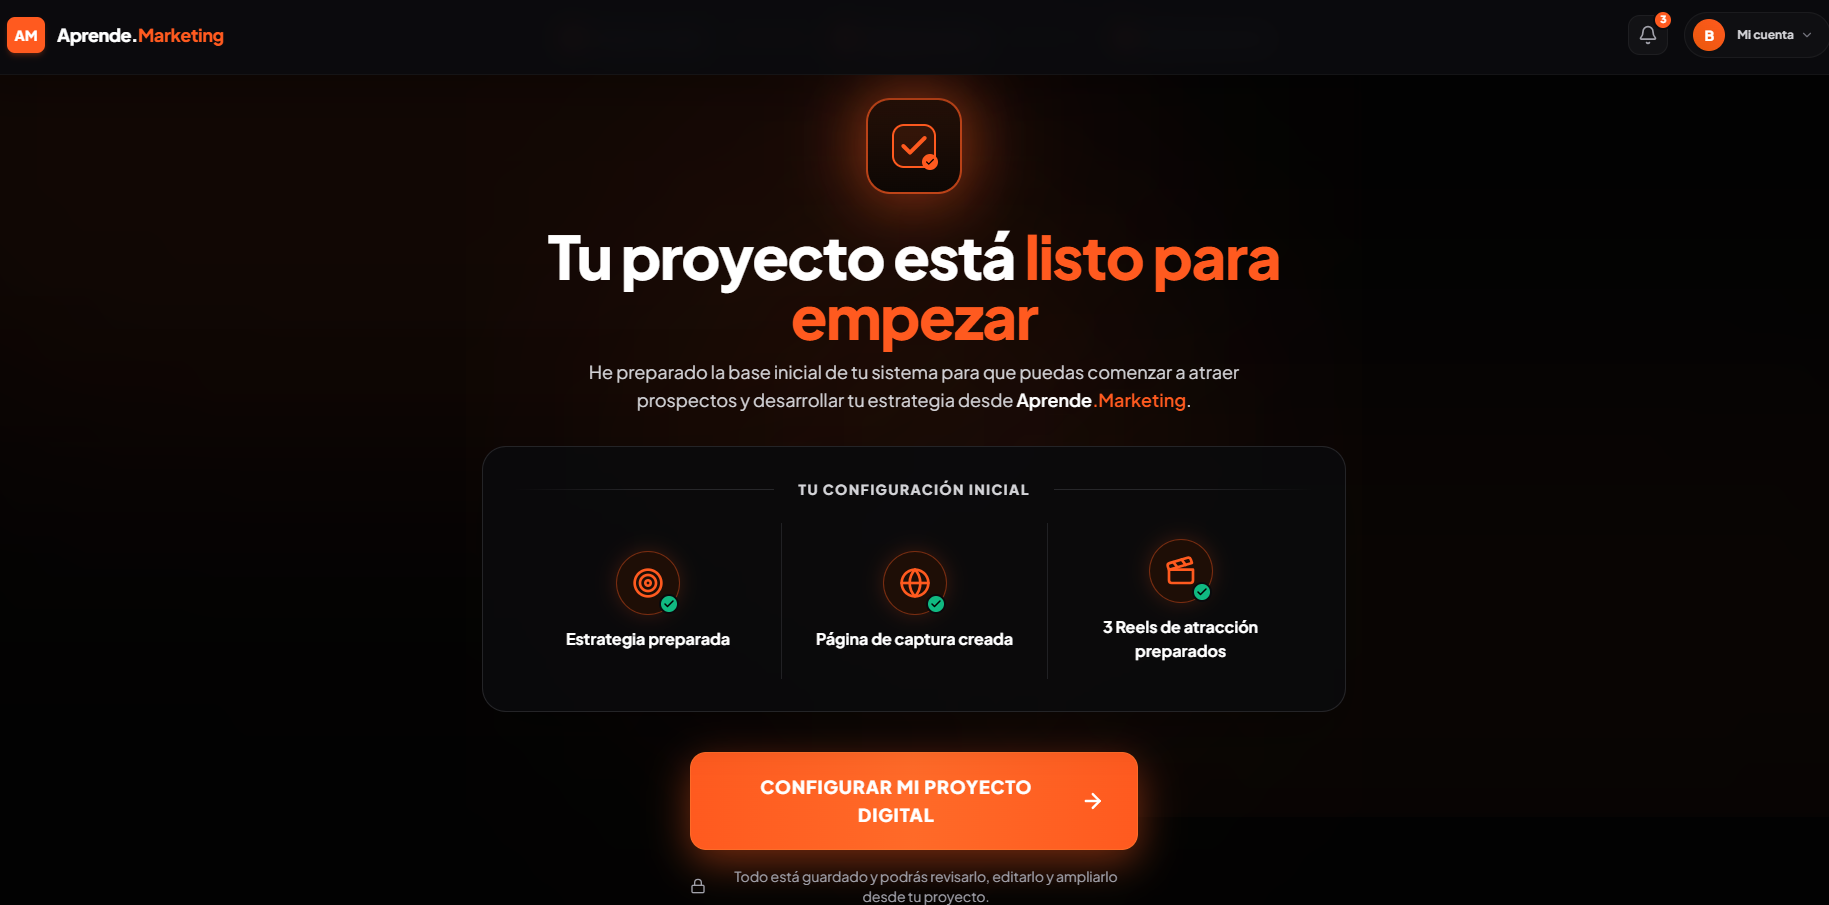 AM Aprende.Marketing
3
B Mi cuenta
Tu proyecto está listo para
empezar
He preparado la base inicial de tu sistema para que puedas comenzar a atraer
prospectos y desarrollar tu estrategia desde Aprende.Marketing.
TU CONFIGURACIÓN INICIAL
Estrategia preparada
Página de captura creada
3 Reels de atracción
preparados
CONFIGURAR MI PROYECTO
DIGITAL
Todo está guardado y podrás revisarlo, editarlo y ampliarlo
desde tu proyecto.